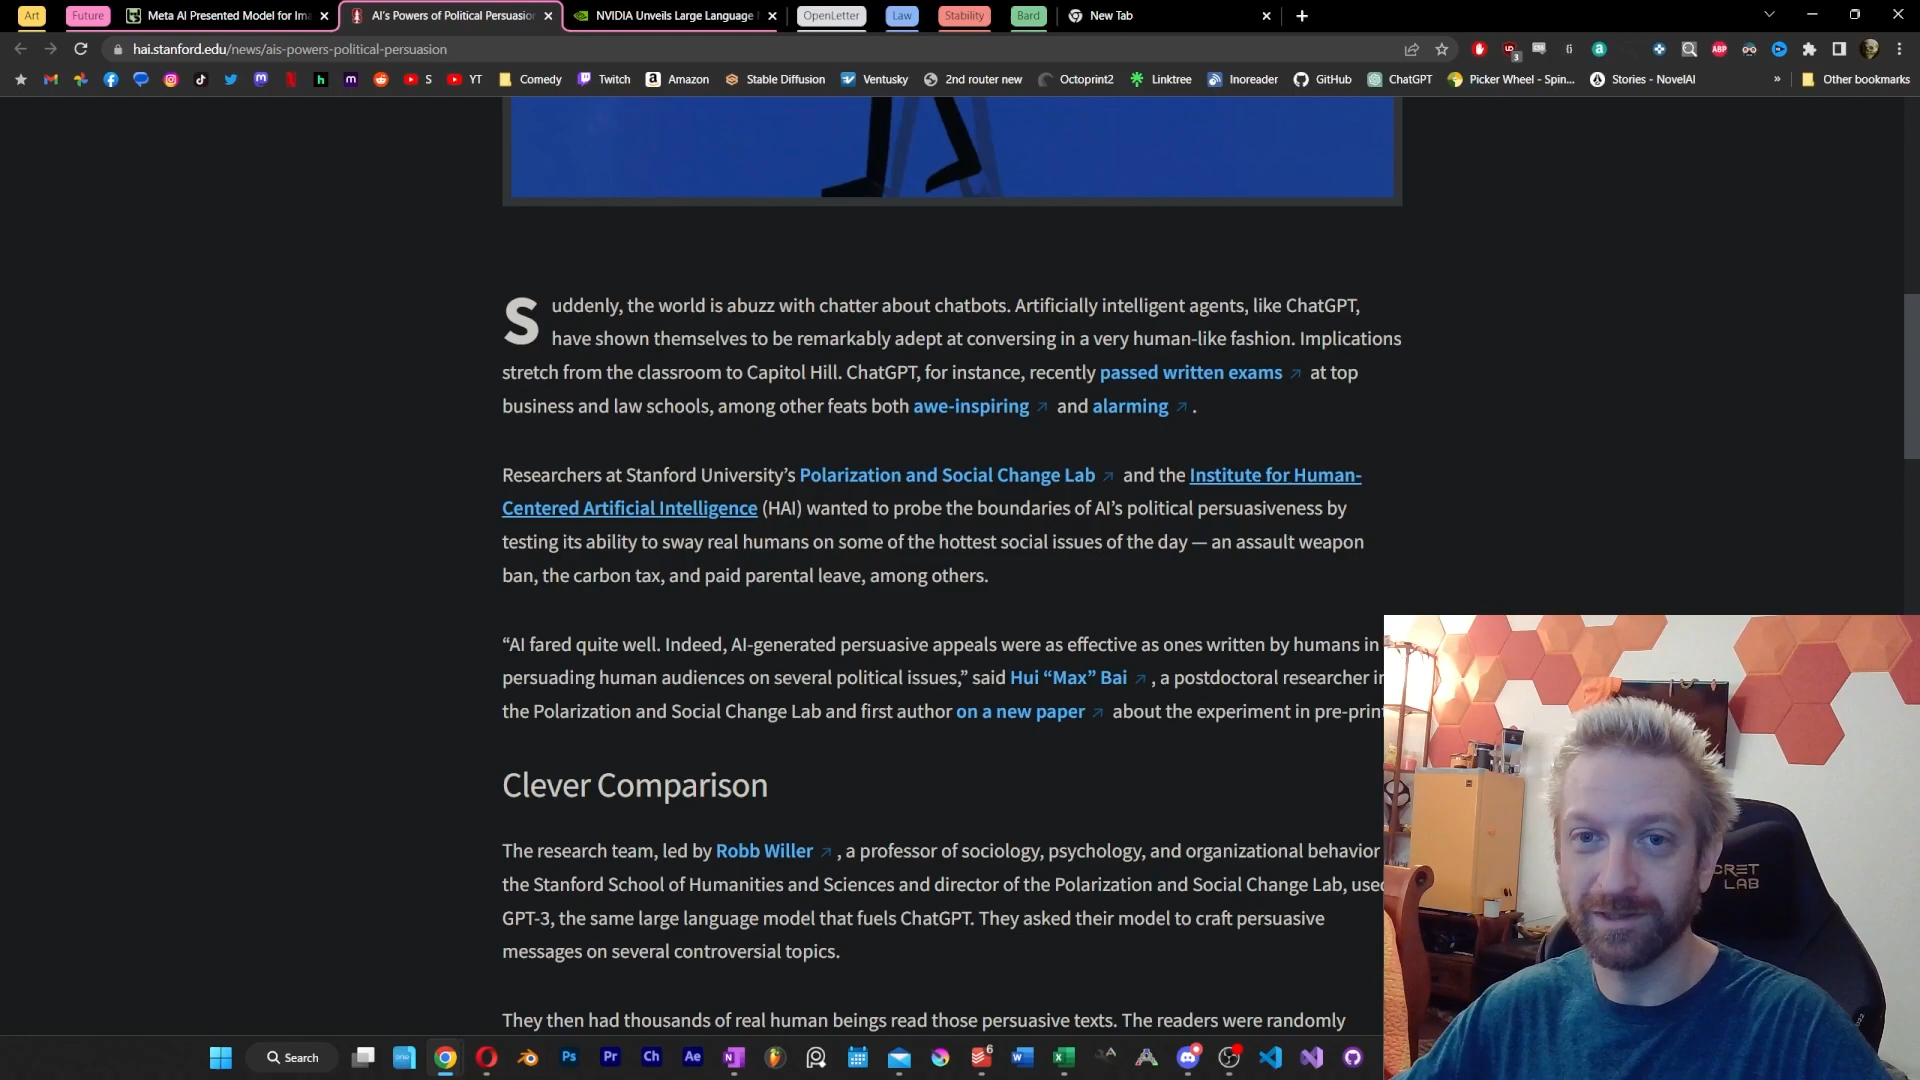 Art
Future
Meta AI Presented Model for Ima
AI's Powers of Political Persuasion
NVIDIA Unveils Large Language
OpenLetter
Law
Stability
Bard
New Tab
hai.stanford.edu/news/ais-powers-political-persuasion
S
YT
Comedy
Twitch
Amazon
Stable Diffusion
Ventusky
2nd router new
Octoprint2
Linktree
Inoreader
GitHub
ChatGPT
Picker Wheel - Spin...
Stories - NovelAI
Other bookmarks
Suddenly, the world is abuzz with chatter about chatbots. Artificially intelligent agents, like ChatGPT,
have shown themselves to be remarkably adept at conversing in a very human-like fashion. Implications
stretch from the classroom to Capitol Hill. ChatGPT, for instance, recently passed written exams at top
business and law schools, among other feats both awe-inspiring and alarming .
Researchers at Stanford University's Polarization and Social Change Lab and the Institute for Human-
Centered Artificial Intelligence (HAI) wanted to probe the boundaries of AI's political persuasiveness by
testing its ability to sway real humans on some of the hottest social issues of the day — an assault weapon
ban, the carbon tax, and paid parental leave, among others.
“AI fared quite well. Indeed, AI-generated persuasive appeals were as effective as ones written by humans in
persuading human audiences on several political issues,” said Hui “Max” Bai , a postdoctoral researcher in
the Polarization and Social Change Lab and first author on a new paper about the experiment in pre-print
Clever Comparison
The research team, led by Robb Willer , a professor of sociology, psychology, and organizational behavior
the Stanford School of Humanities and Sciences and director of the Polarization and Social Change Lab, used
GPT-3, the same large language model that fuels ChatGPT. They asked their model to craft persuasive
messages on several controversial topics.
They then had thousands of real human beings read those persuasive texts. The readers were randomly
CRET
LAB
Search
Ps
Pr
Ch
Ae
6